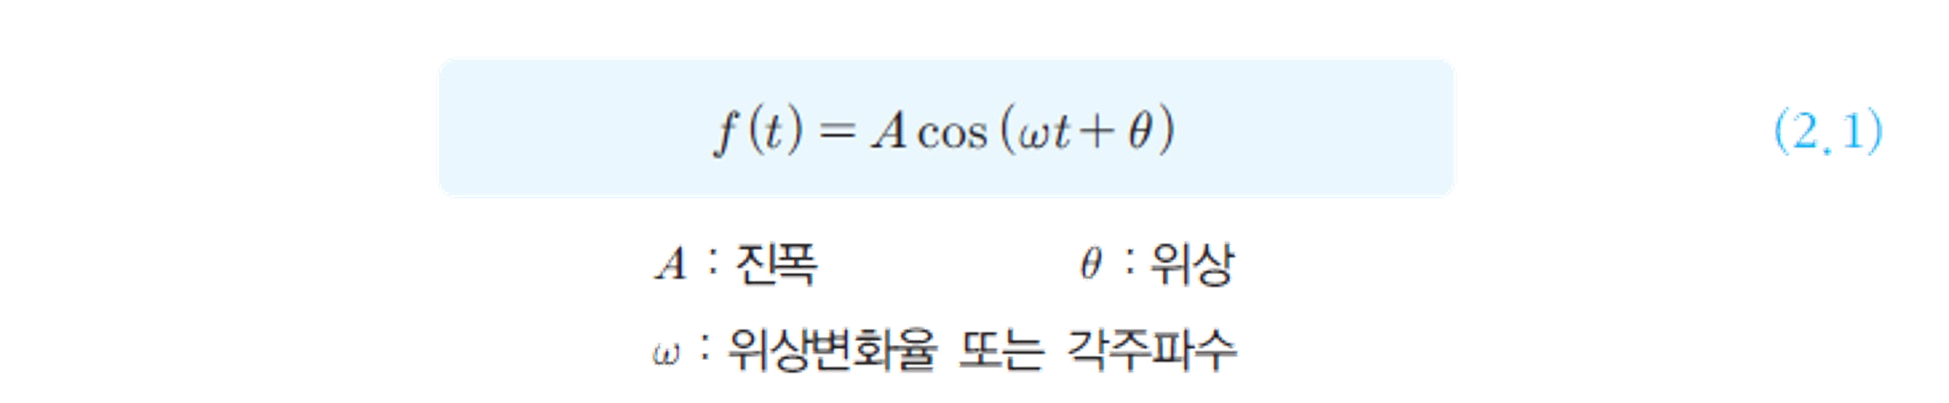 f(t) = A cos(ωt + θ) (2.1)
A : 진폭 θ : 위상
ω : 위상변화율 또는 각주파수